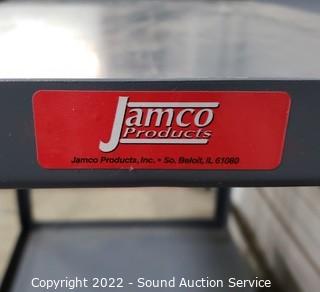 Jamco
Products
Jamco Products, Inc. • So. Beloit, IL 61080
Copyright 2022 - Sound Auction Service